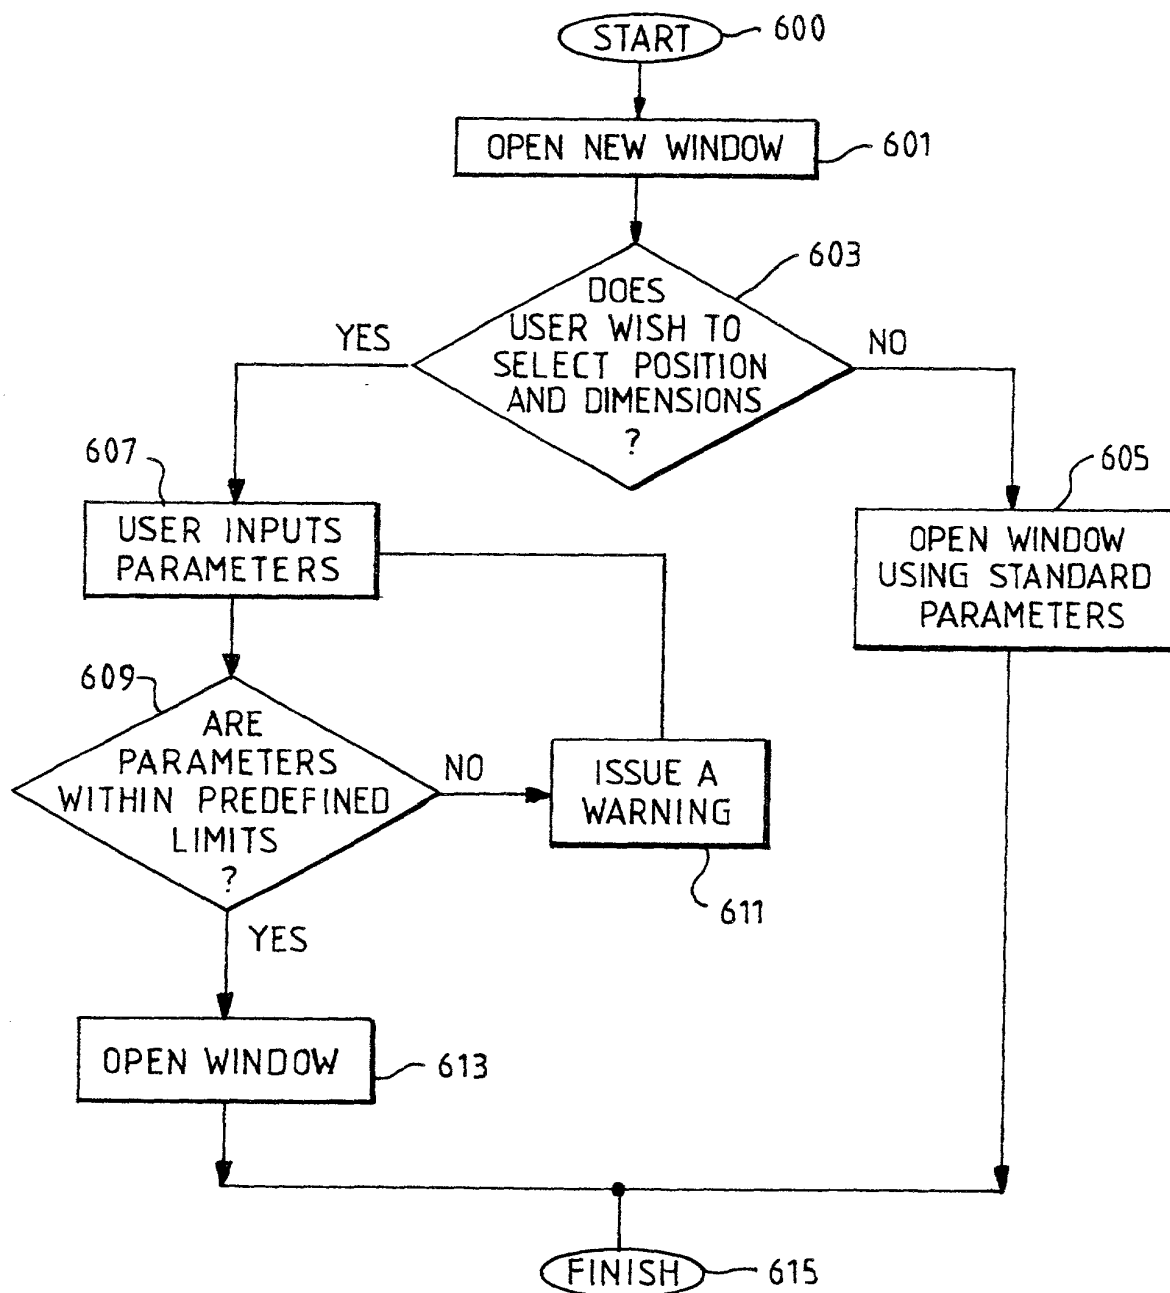 START
600
OPEN NEW WINDOW
601
603
DOES
USER WISH TO
SELECT POSITION
AND DIMENSIONS
?
YES
NO
607
USER INPUTS
PARAMETERS
605
OPEN WINDOW
USING STANDARD
PARAMETERS
609
ARE
PARAMETERS
WITHIN PREDEFINED
LIMITS
?
NO
ISSUE A
WARNING
611
YES
OPEN WINDOW
613
FINISH
615